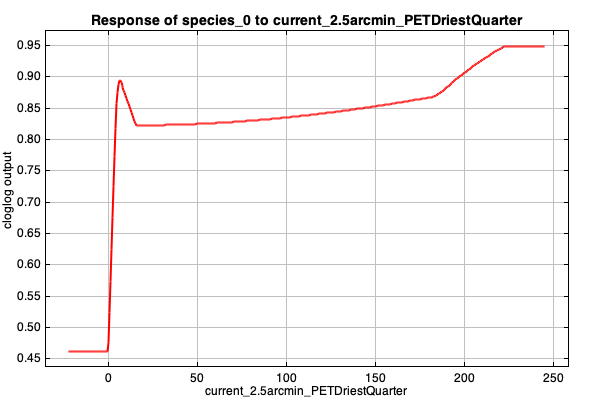 Response of species_0 to current_2.5arcmin_PETDriestQuarter
cloglog output
0.95
0.90
0.85
0.80
0.75
0.70
0.65
0.60
0.55
0.50
0.45
0 50 100 150 200 250
current_2.5arcmin_PETDriestQuarter